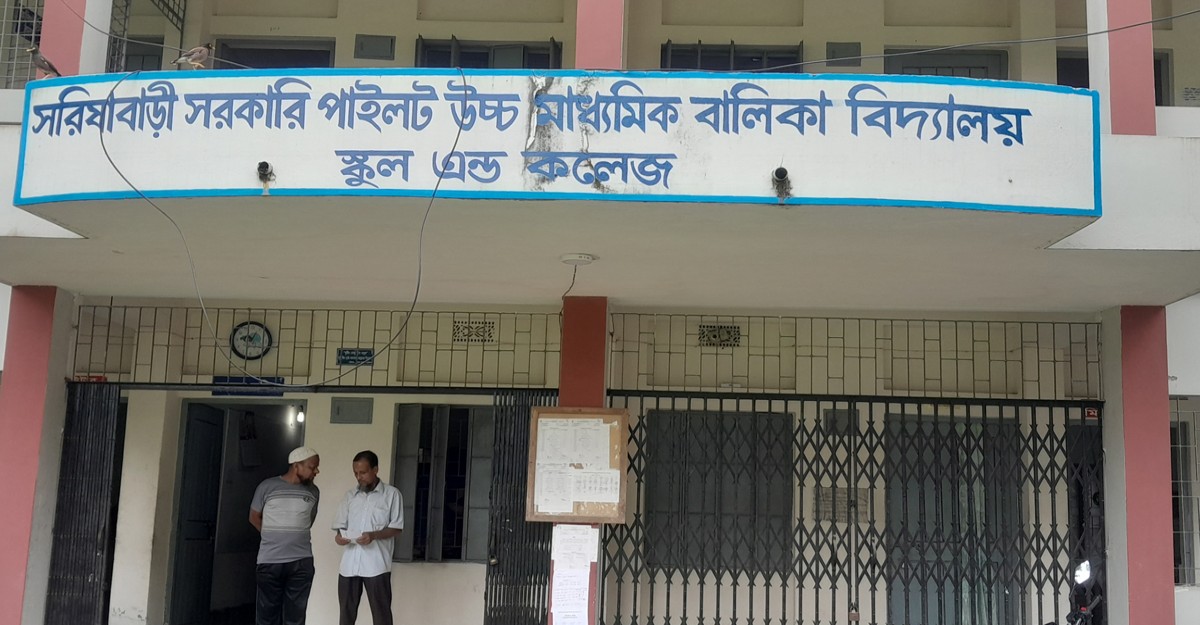 সরিষাবাড়ী সরকারি পাইলট উচ্চ মাধ্যমিক বালিকা বিদ্যালয়
স্কুল এন্ড কলেজ